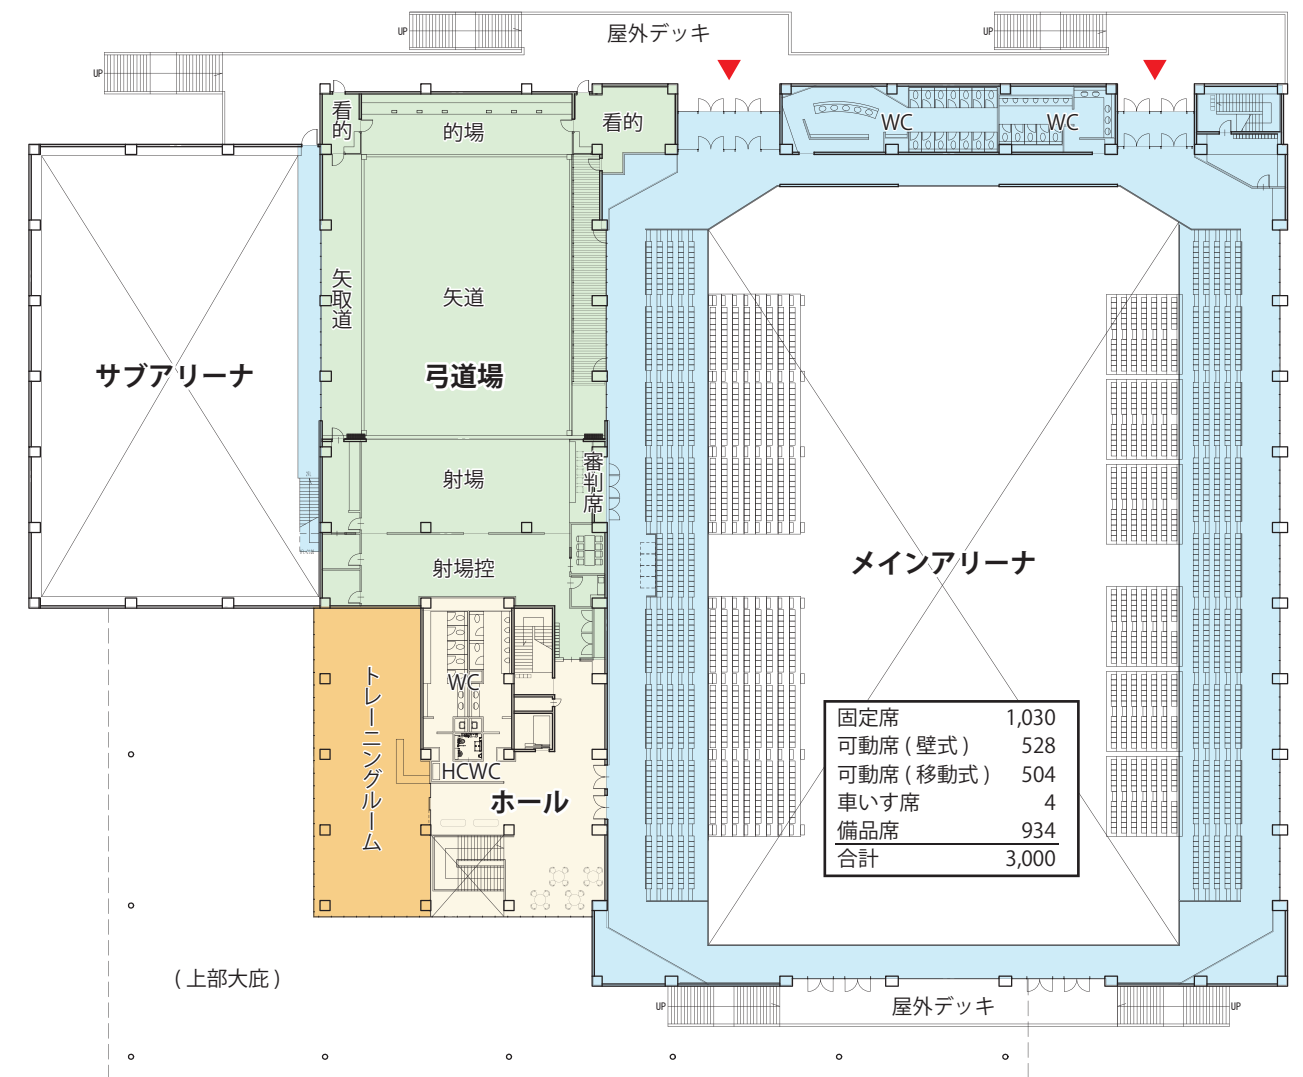 屋外デッキ
UP
UP
UP
看的
的場
看的
WC
WC
矢取道
矢道
サブアリーナ
弓道場
射場
審判席
射場控
メインアリーナ
トレーニングルーム
WC
HCWC
ホール
固定席 1,030
可動席 ( 壁式 ) 528
可動席 ( 移動式 ) 504
車いす席 4
備品席 934
合計 3,000
( 上部大庇 )
UP
屋外デッキ
UP